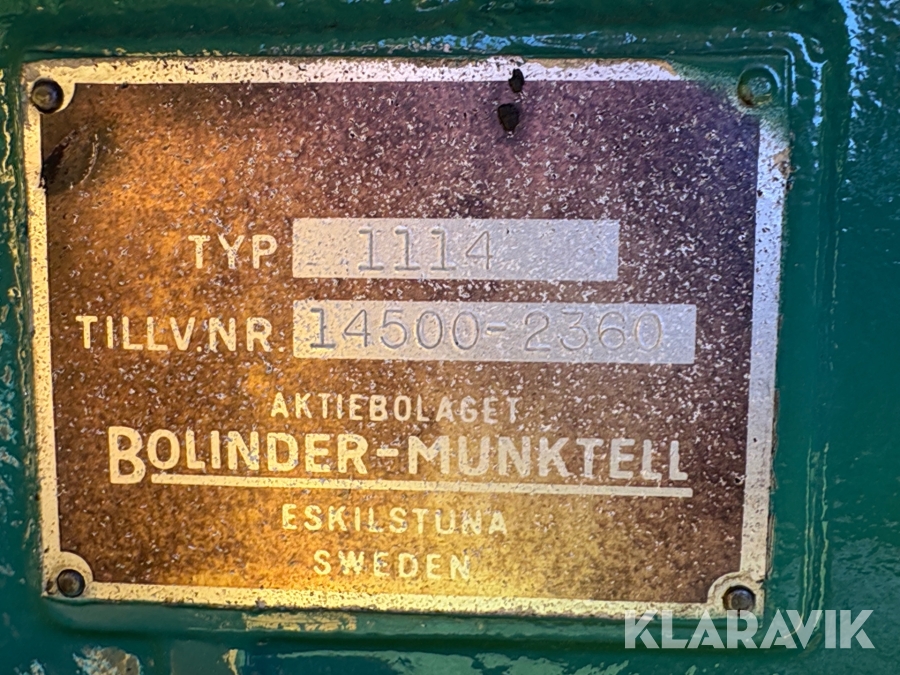 TYP 1114
TILLV.NR. 14500-2360
AKTIEBOLAGET
BOLINDER-MUNKTELL
ESKILSTUNA
SWEDEN
KLARAVIK